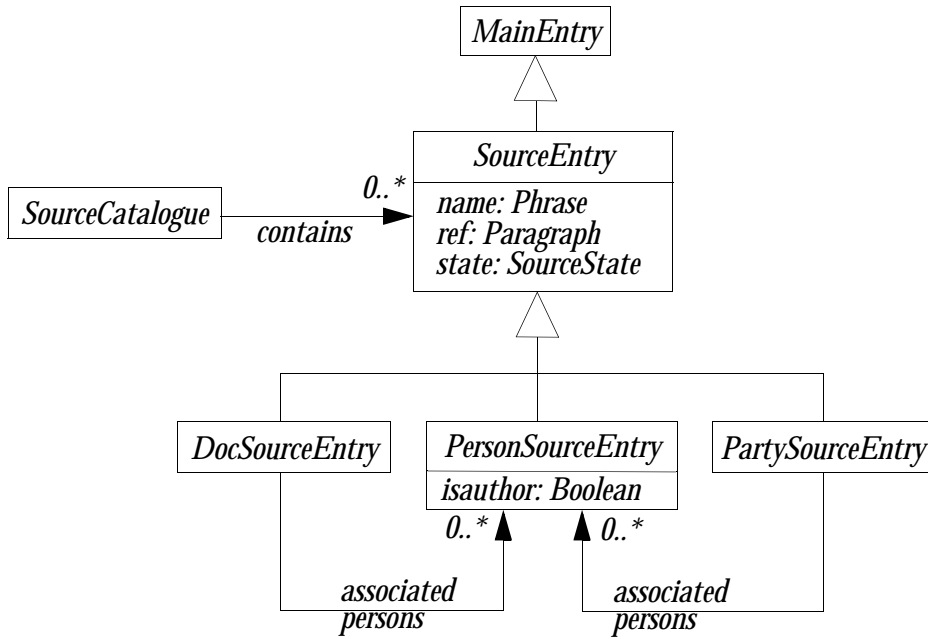 MainEntry
SourceEntry
0..*
name: Phrase
SourceCatalogue
contains
ref: Paragraph
state: SourceState
DocSourceEntry
PersonSourceEntry
PartySourceEntry
isauthor: Boolean
0..*
0..*
associated
persons
associated
persons